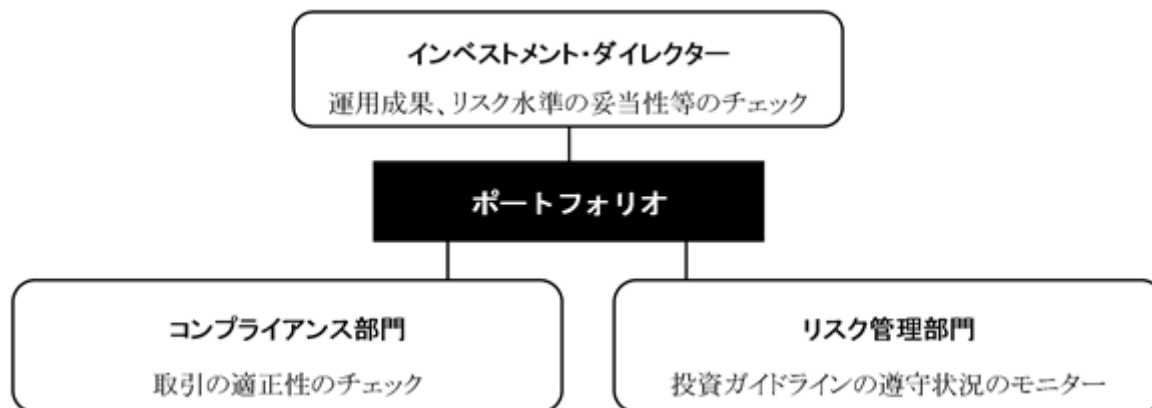 インベストメント・ダイレクター
運用成果、リスク水準の妥当性等のチェック
ポートフォリオ
コンプライアンス部門
取引の適正性のチェック
リスク管理部門
投資ガイドラインの遵守状況のモニター